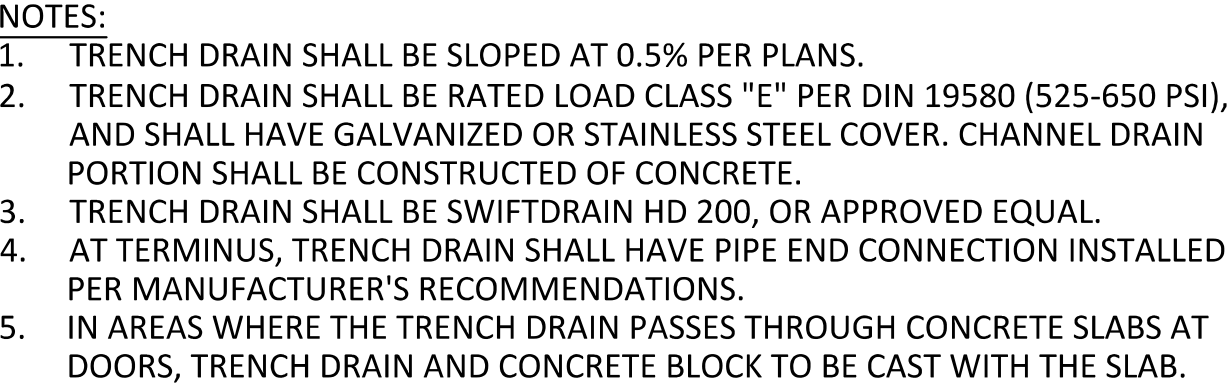 NOTES:
1. TRENCH DRAIN SHALL BE SLOPED AT 0.5% PER PLANS.
2. TRENCH DRAIN SHALL BE RATED LOAD CLASS "E" PER DIN 19580 (525-650 PSI),
AND SHALL HAVE GALVANIZED OR STAINLESS STEEL COVER. CHANNEL DRAIN
PORTION SHALL BE CONSTRUCTED OF CONCRETE.
3. TRENCH DRAIN SHALL BE SWIFTDRAIN HD 200, OR APPROVED EQUAL.
4. AT TERMINUS, TRENCH DRAIN SHALL HAVE PIPE END CONNECTION INSTALLED
PER MANUFACTURER'S RECOMMENDATIONS.
5. IN AREAS WHERE THE TRENCH DRAIN PASSES THROUGH CONCRETE SLABS AT
DOORS, TRENCH DRAIN AND CONCRETE BLOCK TO BE CAST WITH THE SLAB.